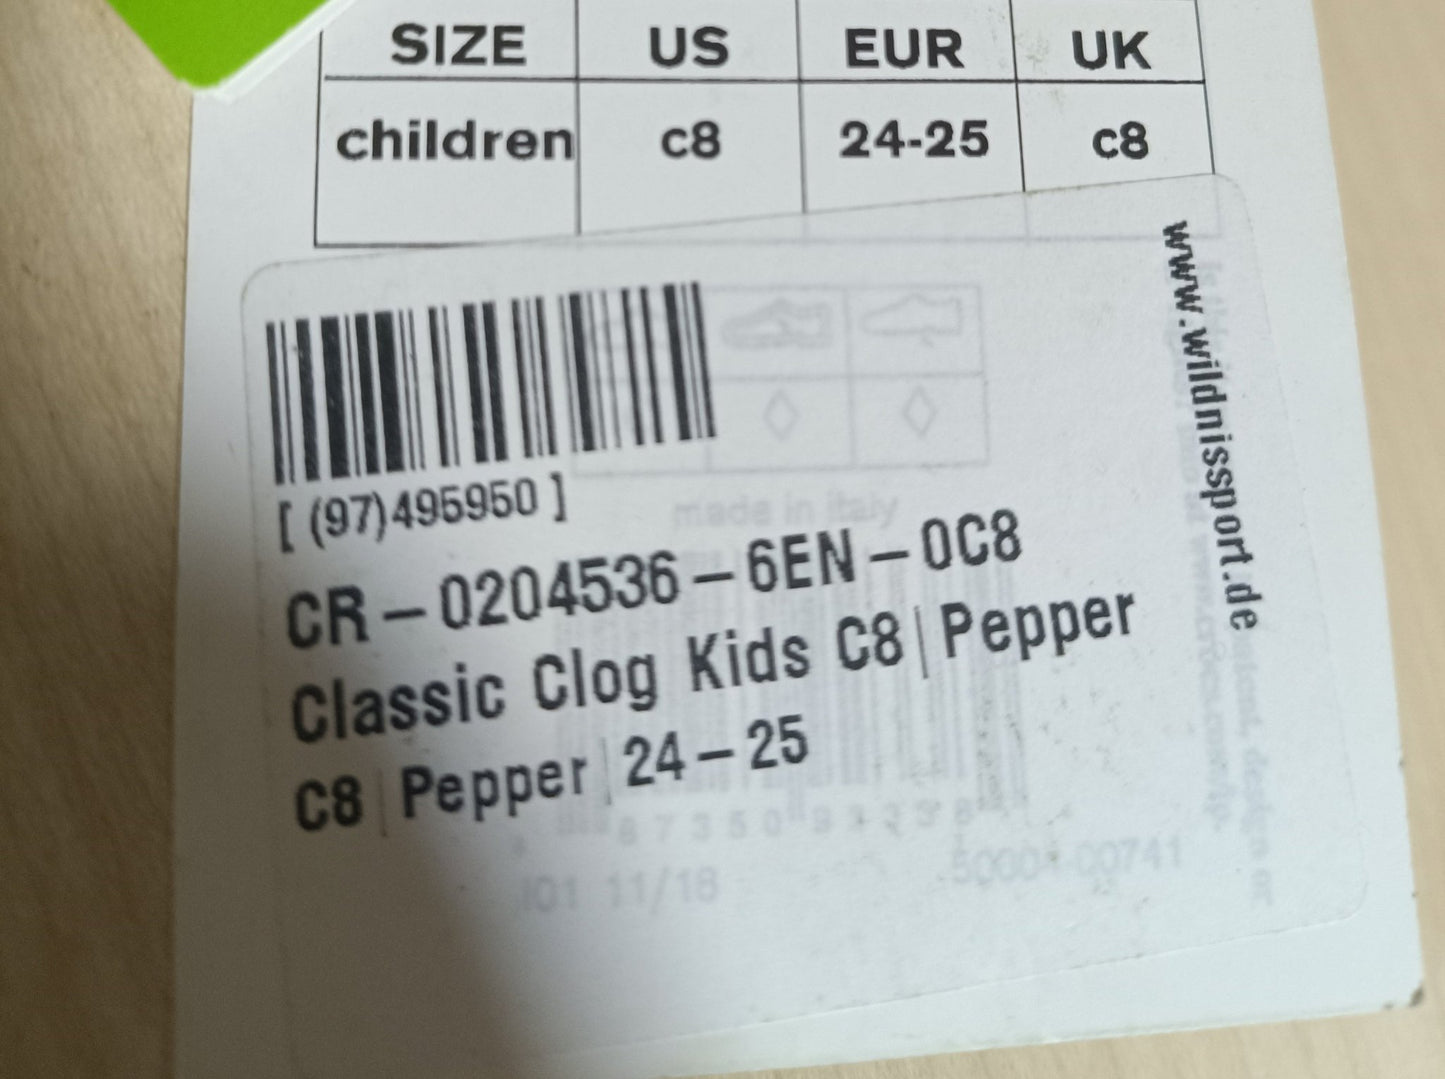 SIZE US EUR UK
children c8 24-25 c8
www.wildnissport.de
[ (97)495950 ]
made in italy
CR-0204536-6EN-0C8
Classic Clog Kids C8|Pepper
C8|Pepper|24-25
11/18
00741